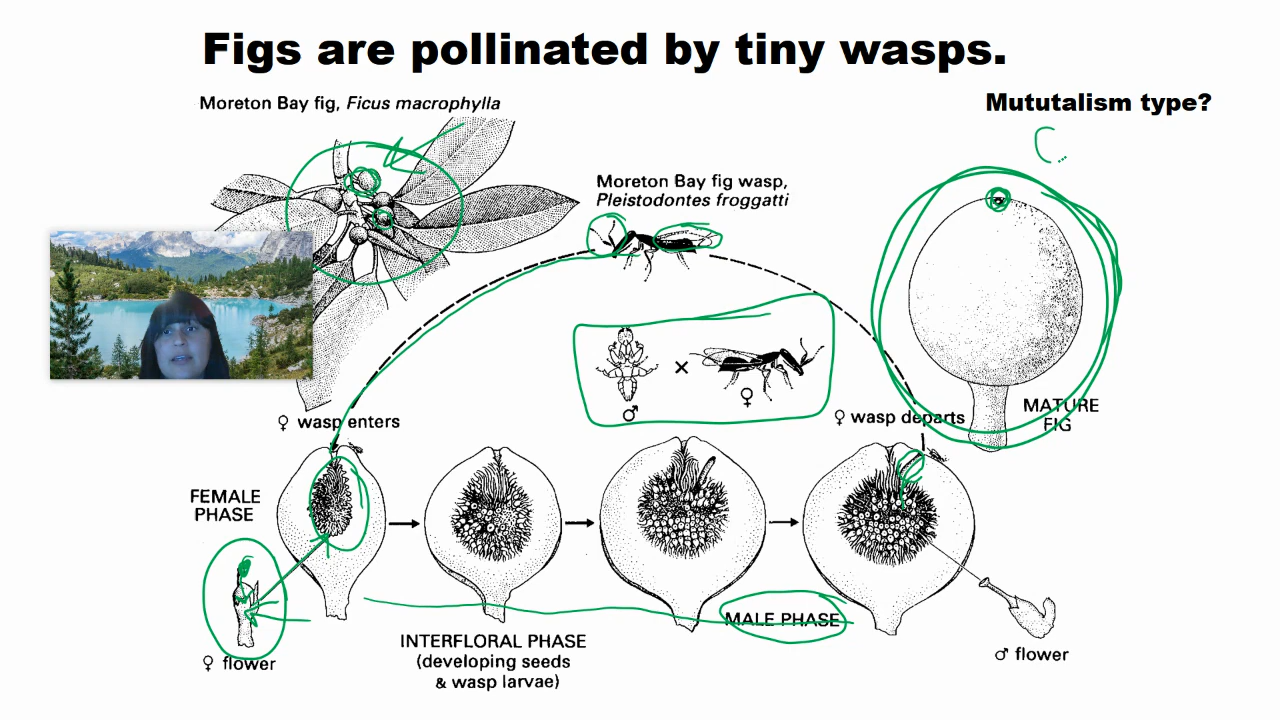 Figs are pollinated by tiny wasps.
Moreton Bay fig, Ficus macrophylla
Mututalism type?
C
Moreton Bay fig wasp,
Pleistodontes froggatti
♂ × ♀
♀ wasp enters
♀ wasp departs
MATURE
FIG
FEMALE
PHASE
MALE PHASE
INTERFLORAL PHASE
(developing seeds
& wasp larvae)
♀ flower
♂ flower